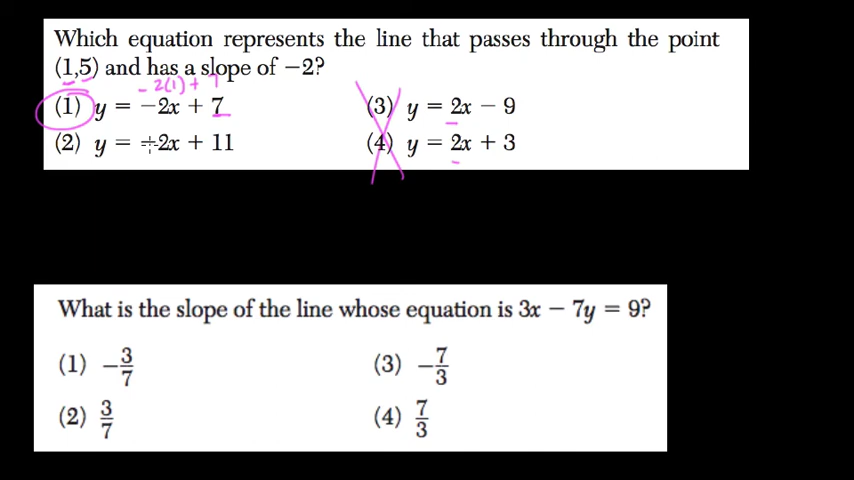 Which equation represents the line that passes through the point
(1,5) and has a slope of −2?
- 2(1) + 7
(1) y = −2x + 7
(3) y = 2x − 9
(2) y = −2x + 11
(4) y = 2x + 3
What is the slope of the line whose equation is 3x − 7y = 9?
(1) −3/7
(3) −7/3
(2) 3/7
(4) 7/3